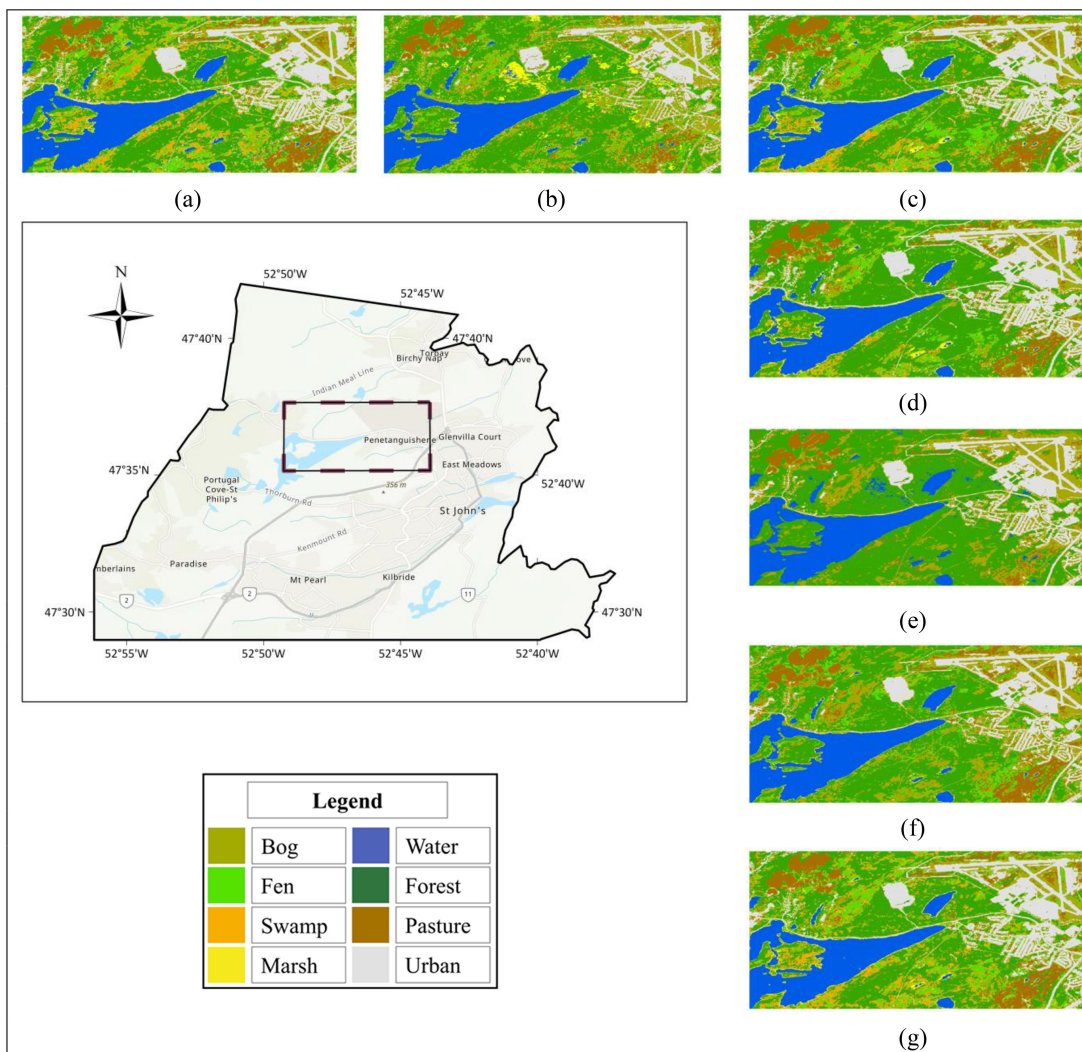 (a)
(b)
(c)
(d)
(e)
(f)
(g)
N
52°50'W
52°45'W
47°40'N
47°40'N
Torbay
Birchy Nap
ove
Indian Meal Line
Penetanguishene
Glenvilla Court
47°35'N
East Meadows
52°40'W
Portugal
Cove-St
Philip's
356 m
Thorburn Rd
St John's
Kenmount Rd
Paradise
mberlains
Mt Pearl
Kilbride
2
2
11
47°30'N
47°30'N
52°55'W
52°50'W
52°45'W
52°40'W
Legend
Bog
Water
Fen
Forest
Swamp
Pasture
Marsh
Urban